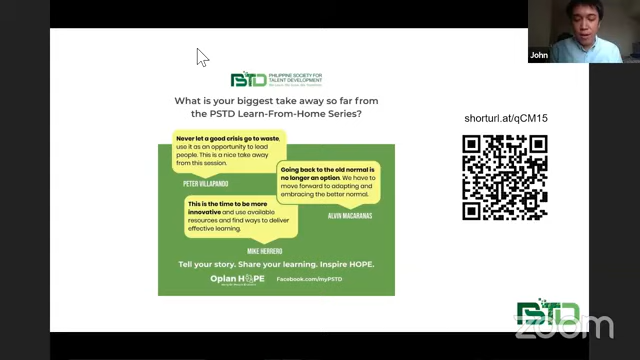 John
PSTD
PHILIPPINE SOCIETY FOR
TALENT DEVELOPMENT
What is your biggest take away so far from
the PSTD Learn-From-Home Series?
Never let a good crisis go to waste,
use it as an opportunity to lead
people. This is a nice take away
from this session.
PETER VILLAPANDO
Going back to the old normal is
no longer an option. We have to
move forward to adapting and
embracing the better normal.
ALVIN MACARANAS
This is the time to be more
innovative and use available
resources and find ways to deliver
effective learning.
MIKE HERRERO
Tell your story. Share your learning. Inspire HOPE.
Oplan HOPE
Facebook.com/myPSTD
shorturl.at/qCM15
PSTD
zoom